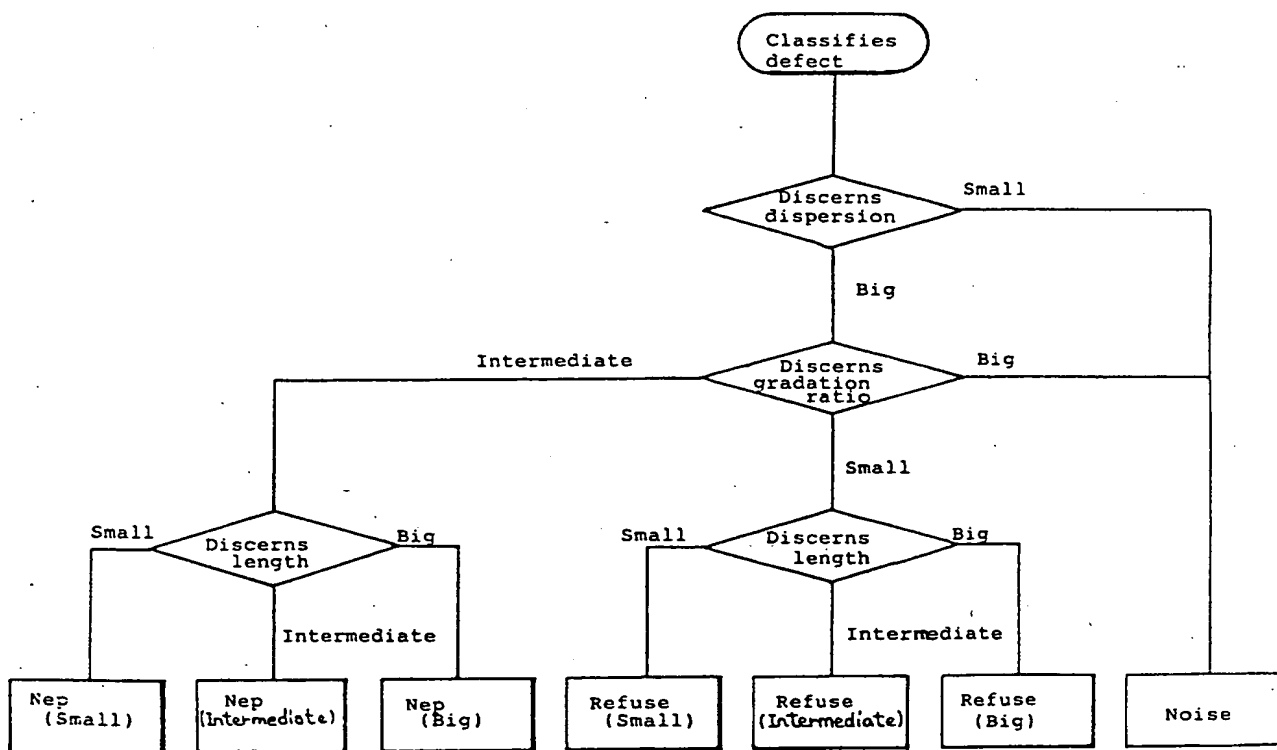 Classifies
defect
Discerns
dispersion
Small
Big
Intermediate
Discerns
gradation
ratio
Big
Small
Small
Discerns
length
Big
Intermediate
Small
Discerns
length
Big
Intermediate
Nep
(Small)
Nep
(Intermediate)
Nep
(Big)
Refuse
(Small)
Refuse
(Intermediate)
Refuse
(Big)
Noise